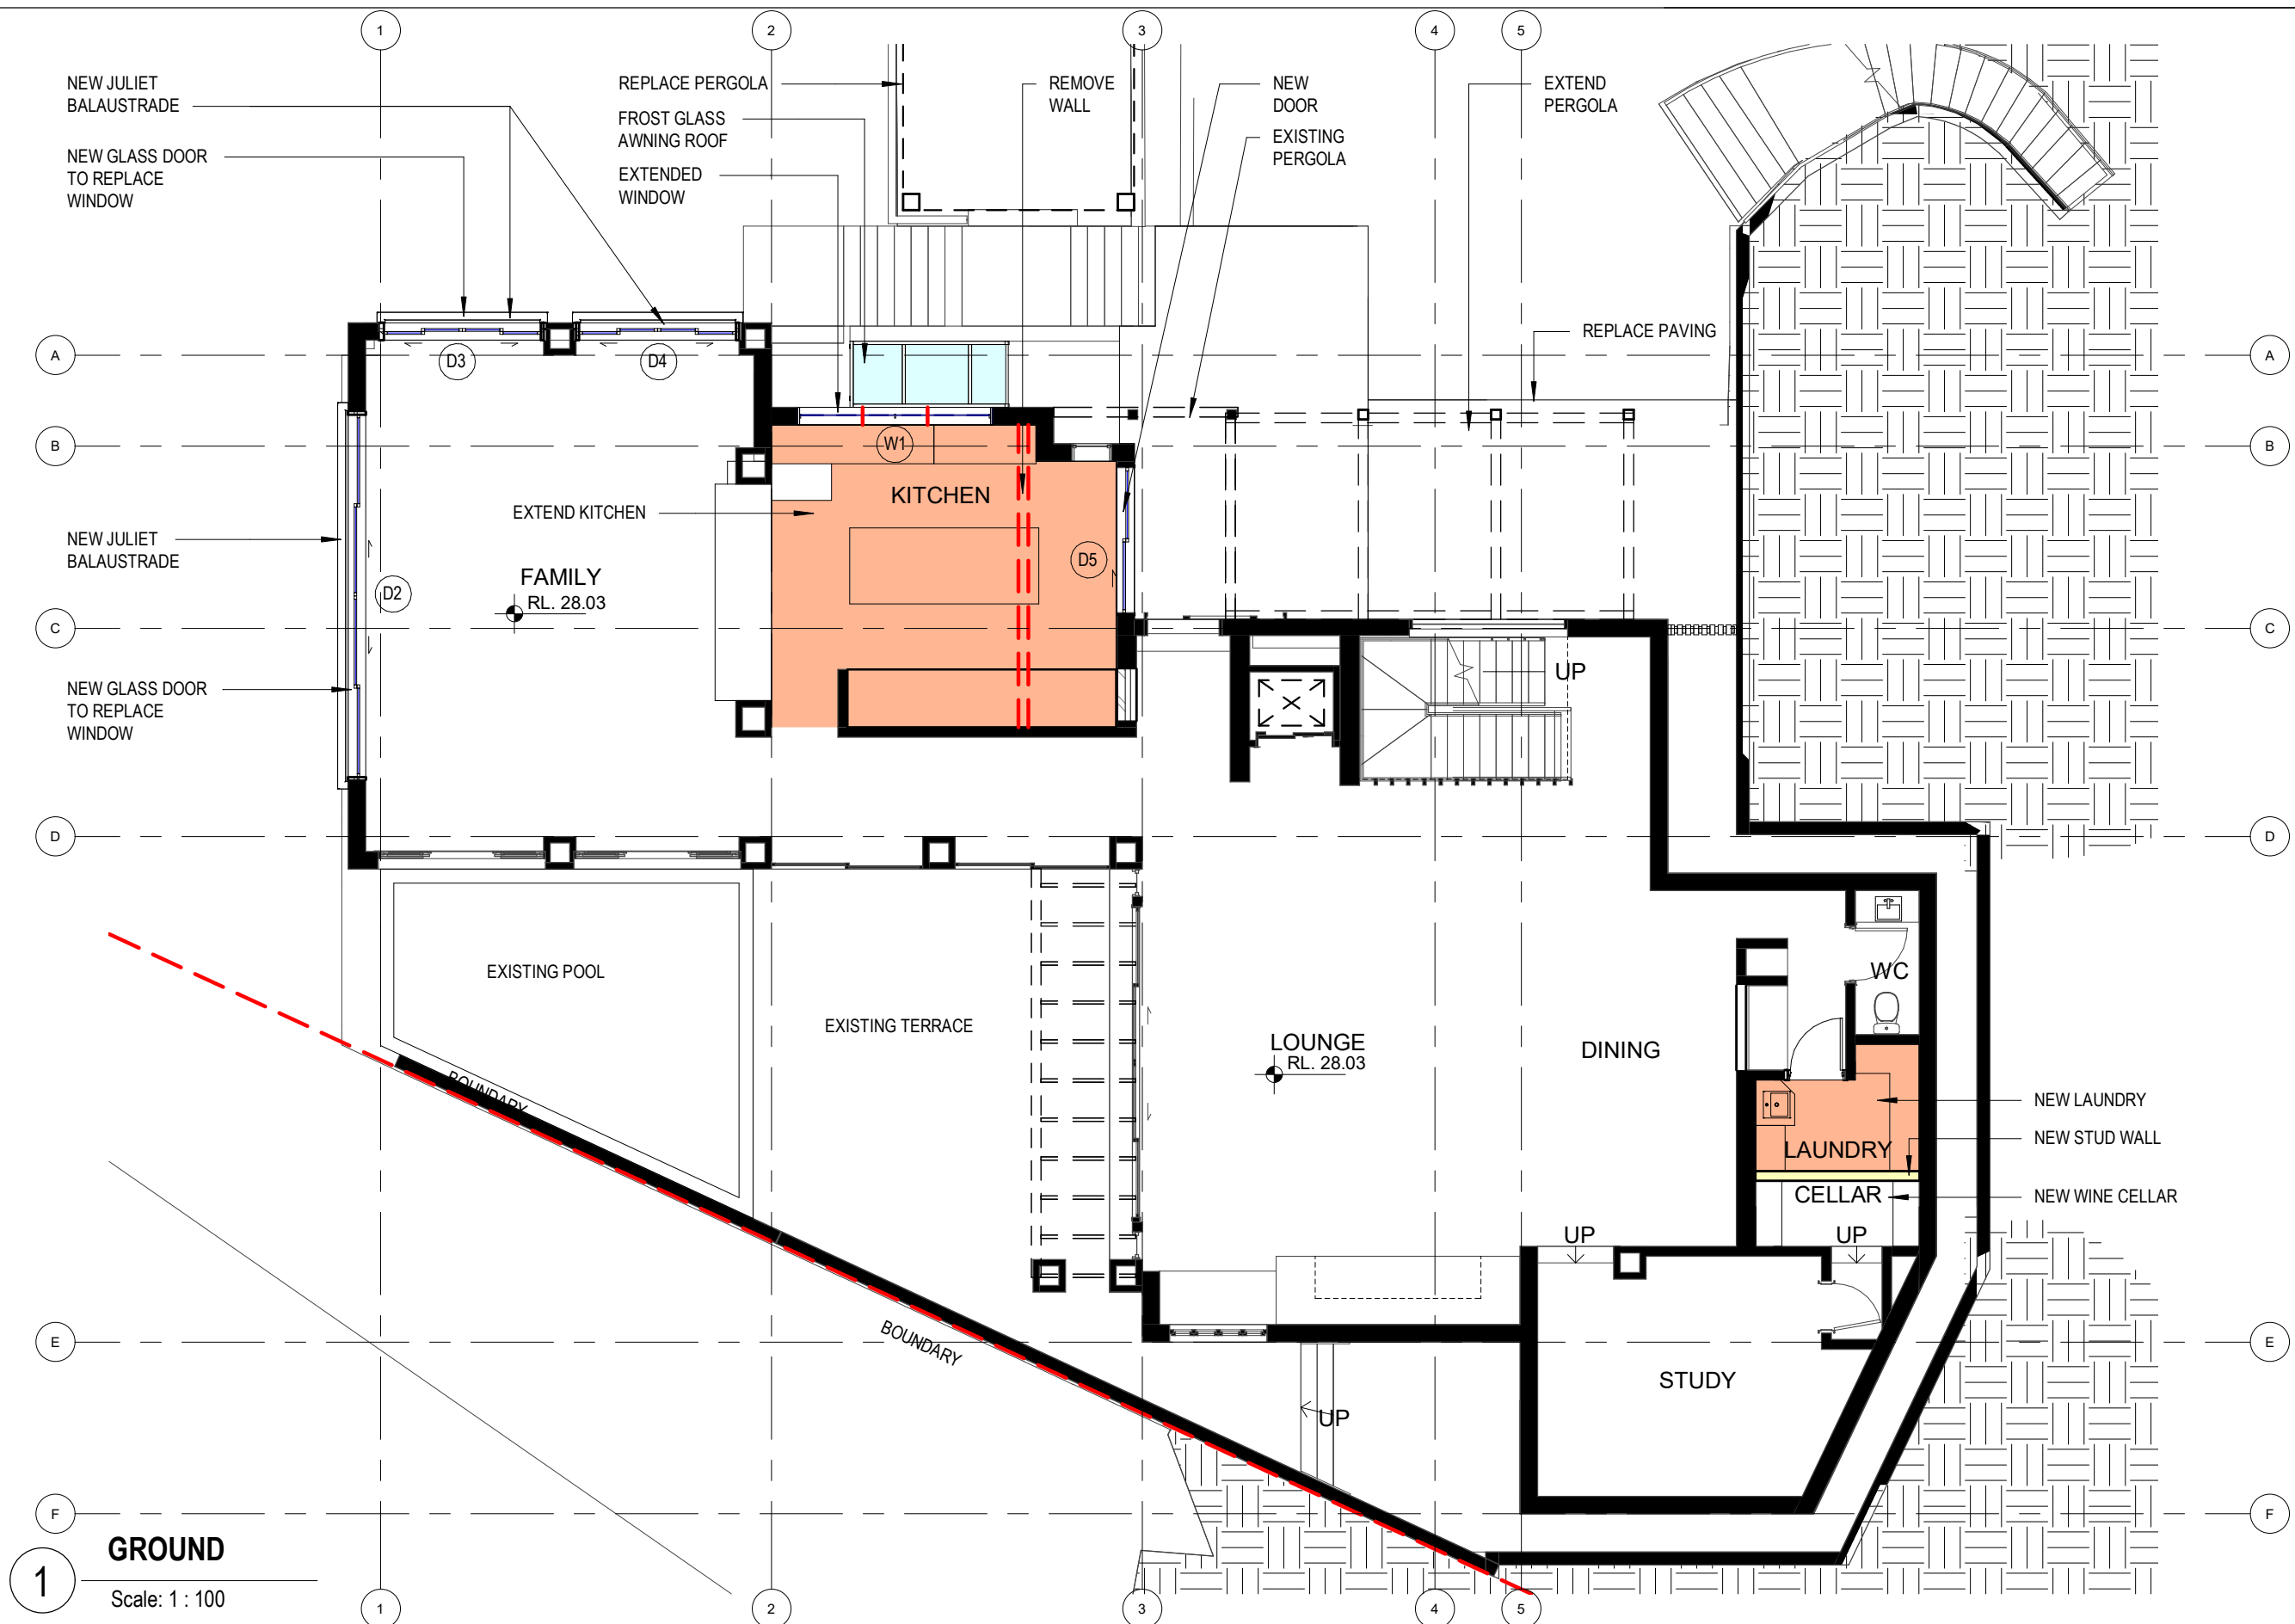 1
2
3
4
5
NEW JULIET
BALAUSTRADE
REPLACE PERGOLA
REMOVE
WALL
NEW
DOOR
EXTEND
PERGOLA
FROST GLASS
AWNING ROOF
EXISTING
PERGOLA
NEW GLASS DOOR
TO REPLACE
WINDOW
EXTENDED
WINDOW
REPLACE PAVING
A
D3
D4
A
B
W1
B
KITCHEN
EXTEND KITCHEN
NEW JULIET
BALAUSTRADE
D5
FAMILY
RL. 28.03
D2
C
C
UP
NEW GLASS DOOR
TO REPLACE
WINDOW
D
D
EXISTING POOL
WC
EXISTING TERRACE
LOUNGE
RL. 28.03
DINING
BOUNDARY
NEW LAUNDRY
NEW STUD WALL
LAUNDRY
CELLAR
NEW WINE CELLAR
UP
UP
BOUNDARY
E
E
STUDY
UP
F
F
GROUND
1
Scale: 1 : 100
1
2
3
4
5